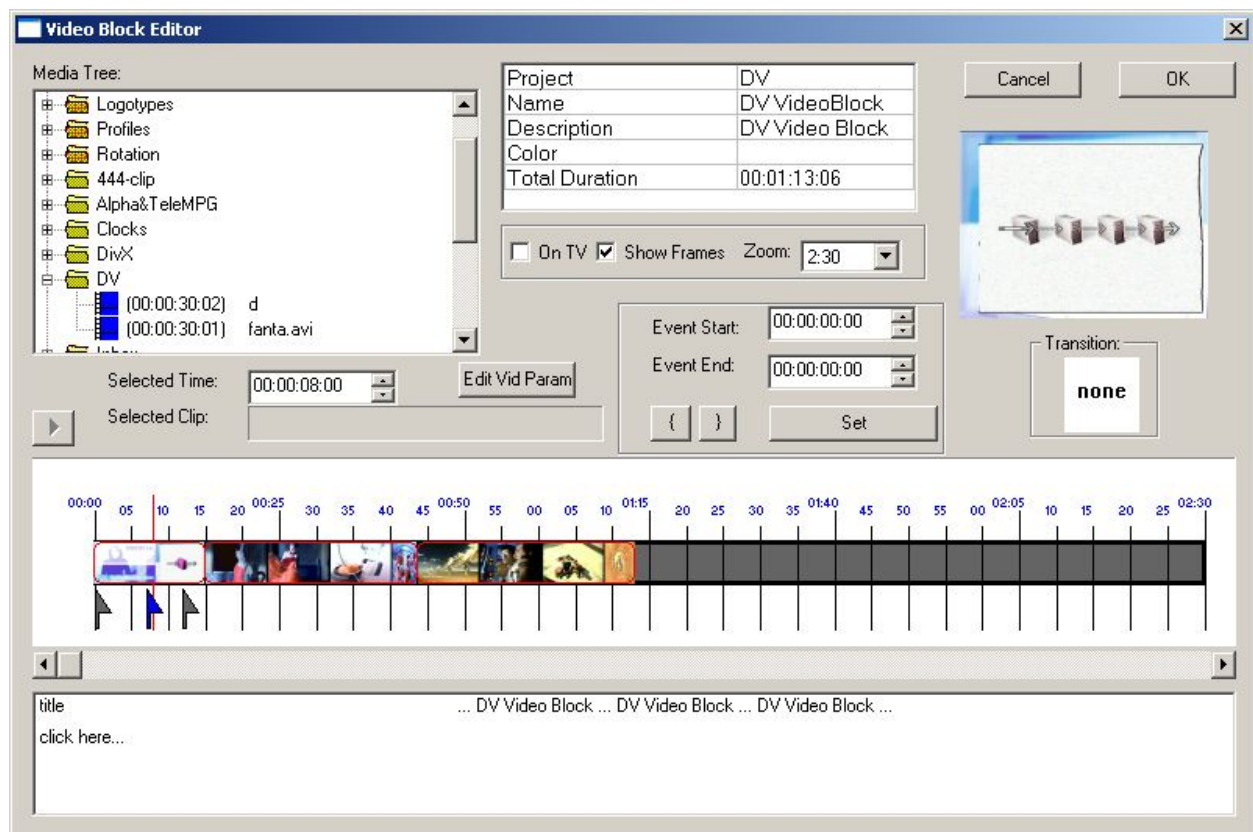 Video Block Editor
Media Tree:
Logotypes
Profiles
Rotation
444-clip
Alpha&TeleMPG
Clocks
DivX
DV
(00:00:30:02) d
(00:00:30:01) fanta.avi
Project DV
Name DV VideoBlock
Description DV Video Block
Color
Total Duration 00:01:13:06
Cancel OK
On TV Show Frames Zoom: 2:30
Event Start: 00:00:00:00
Event End: 00:00:00:00
{ } Set
Transition:
none
Selected Time: 00:00:08:00 Edit Vid Param
Selected Clip:
00:00 05 10 15 20 00:25 30 35 40 45 00:50 55 00 05 10 01:15 20 25 35 01:40 45 50 55 00 02:05 10 15 20 25 02:30
title ... DV Video Block ... DV Video Block ... DV Video Block ...
click here...